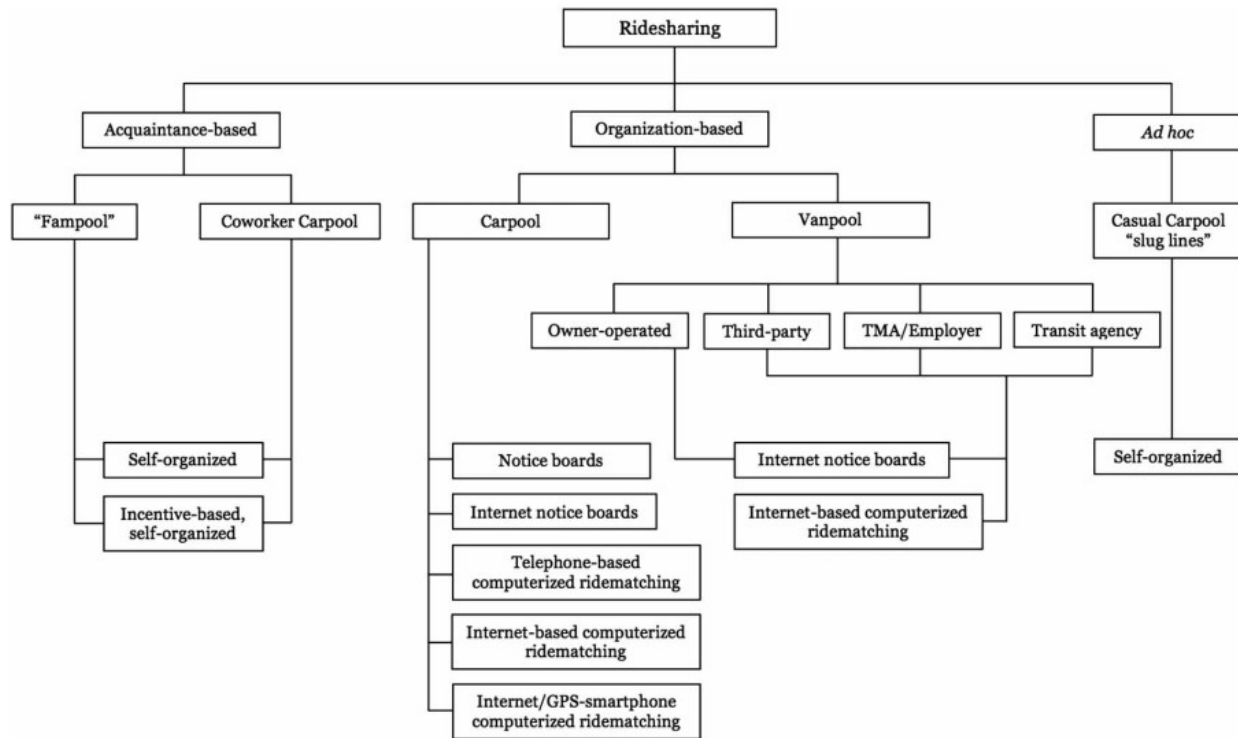 Ridesharing
Acquaintance-based
Organization-based
Ad hoc
“Fampool”
Coworker Carpool
Carpool
Vanpool
Casual Carpool
“slug lines”
Owner-operated
Third-party
TMA/Employer
Transit agency
Self-organized
Incentive-based,
self-organized
Notice boards
Internet notice boards
Telephone-based
computerized ridematching
Internet-based computerized
ridematching
Internet/GPS-smartphone
computerized ridematching
Internet notice boards
Internet-based computerized
ridematching
Self-organized